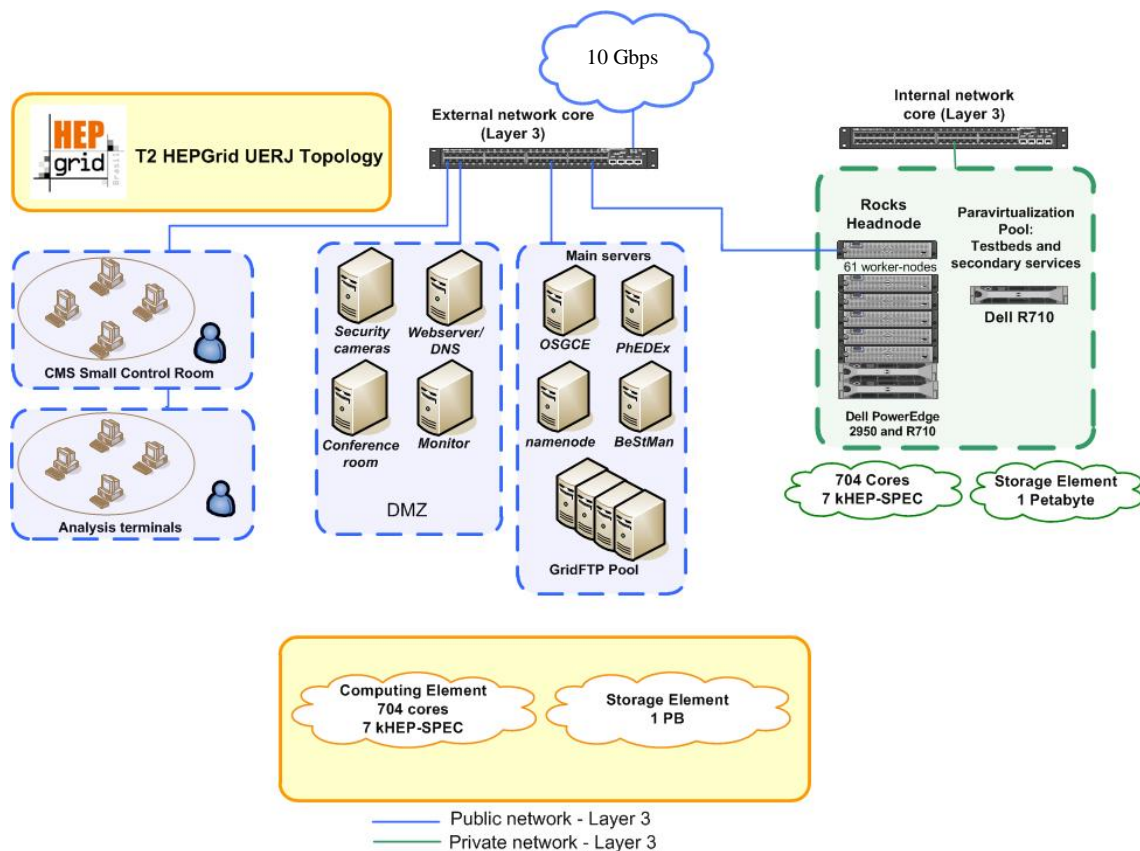 10 Gbps
External network core
(Layer 3)
Internal network
core (Layer 3)
HEP
grid
Brasil
T2 HEPGrid UERJ Topology
CMS Small Control Room
Analysis terminals
Security
cameras
Webserver/
DNS
Conference
room
Monitor
DMZ
Main servers
OSGCE
PhEDEx
namenode
BeStMan
GridFTP Pool
Rocks
Headnode
61 worker-nodes
Dell PowerEdge
2950 and R710
Paravirtualization
Pool:
Testbeds and
secondary services
Dell R710
704 Cores
7 kHEP-SPEC
Storage Element
1 Petabyte
Computing Element
704 cores
7 kHEP-SPEC
Storage Element
1 PB
Public network - Layer 3
Private network - Layer 3